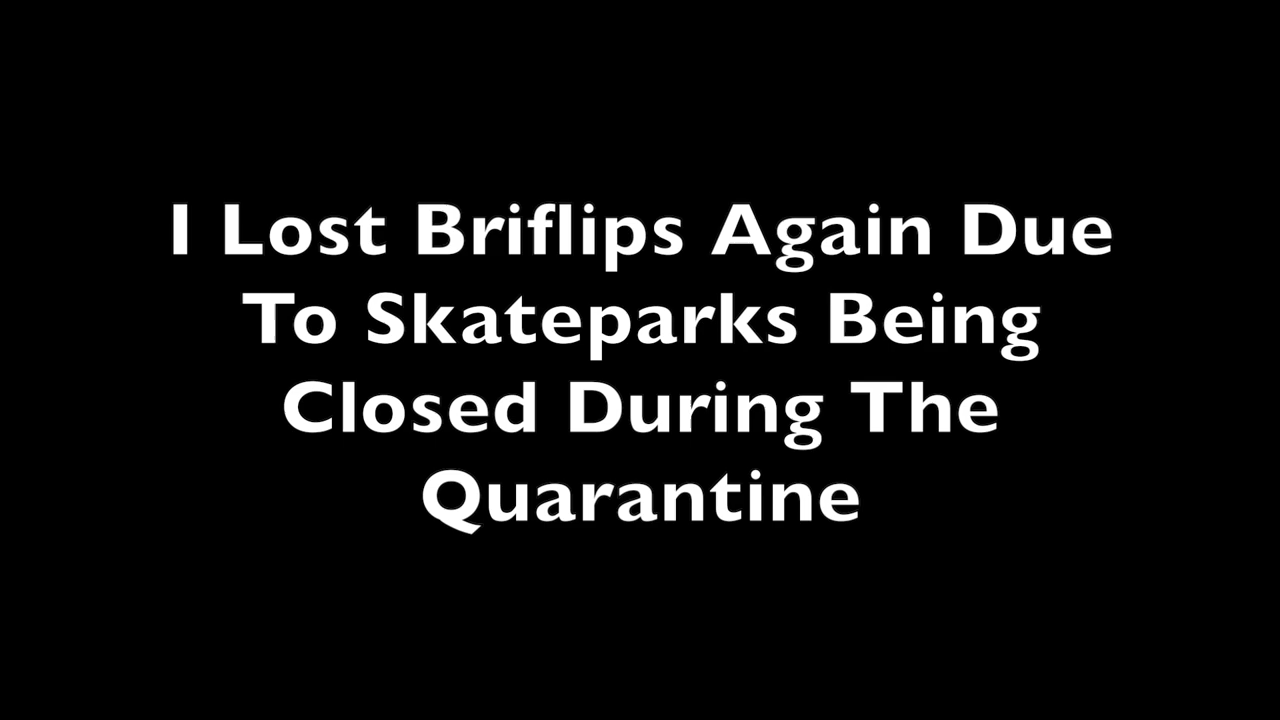 I Lost Briflips Again Due
To Skateparks Being
Closed During The
Quarantine